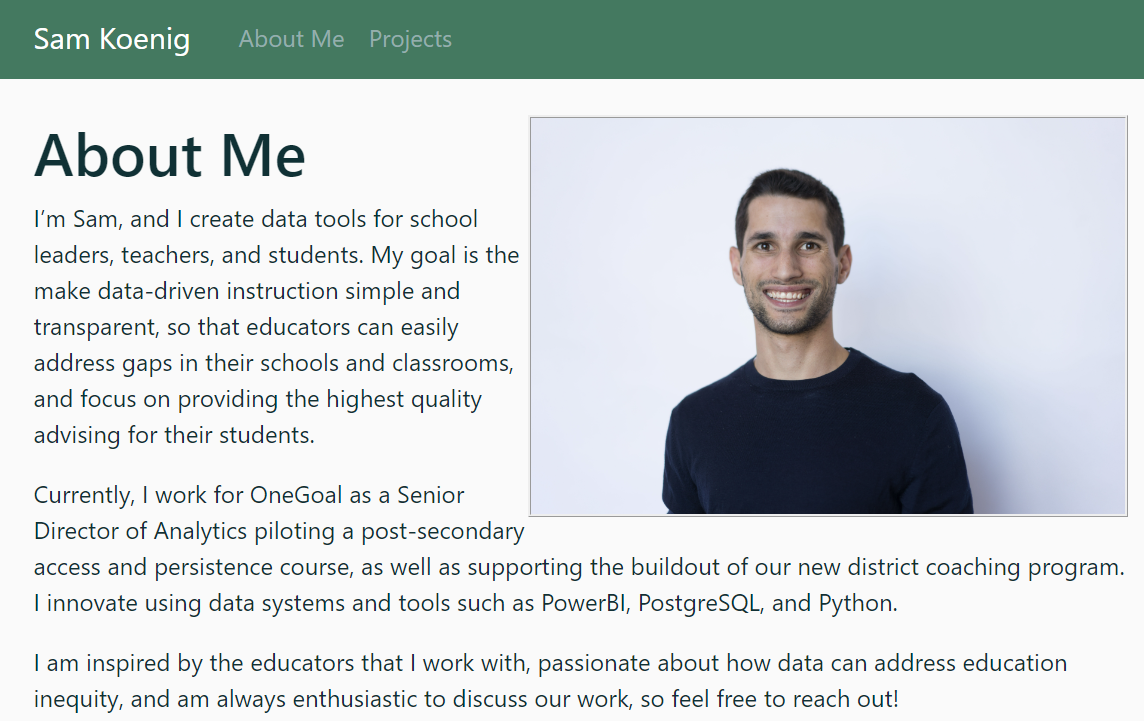 Sam Koenig About Me Projects
About Me
I’m Sam, and I create data tools for school
leaders, teachers, and students. My goal is the
make data-driven instruction simple and
transparent, so that educators can easily
address gaps in their schools and classrooms,
and focus on providing the highest quality
advising for their students.
Currently, I work for OneGoal as a Senior
Director of Analytics piloting a post-secondary
access and persistence course, as well as supporting the buildout of our new district coaching program.
I innovate using data systems and tools such as PowerBI, PostgreSQL, and Python.
I am inspired by the educators that I work with, passionate about how data can address education
inequity, and am always enthusiastic to discuss our work, so feel free to reach out!